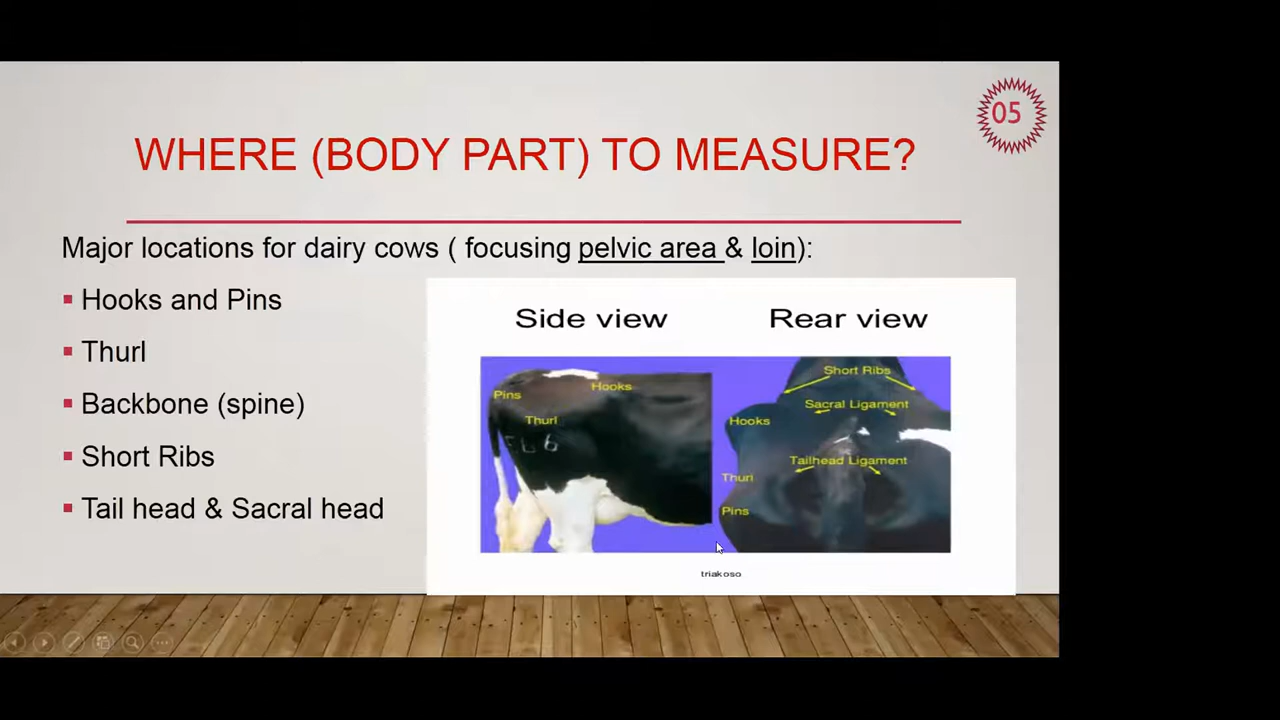 05
WHERE (BODY PART) TO MEASURE?
Major locations for dairy cows ( focusing pelvic area & loin):
Hooks and Pins
Thurl
Backbone (spine)
Short Ribs
Tail head & Sacral head
Side view
Rear view
Pins
Hooks
Thurl
Short Ribs
Sacral Ligament
Hooks
Tailhead Ligament
Thurl
Pins
triakoso